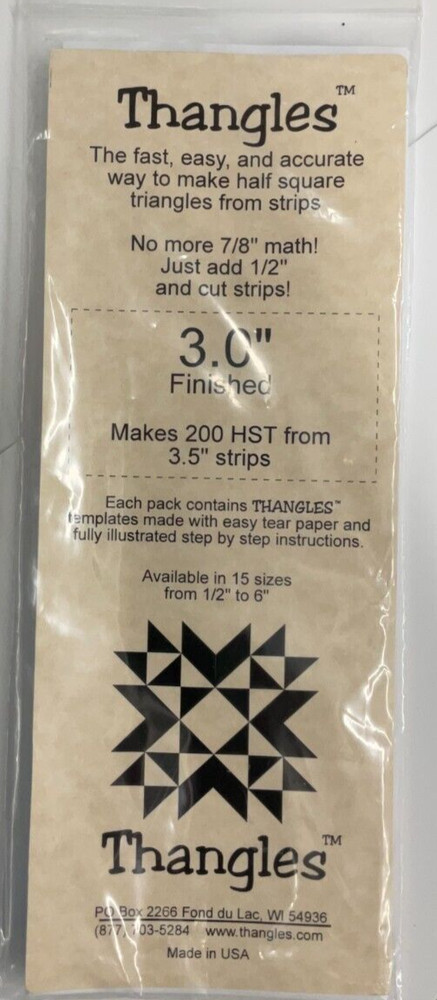 Thangles™
The fast, easy, and accurate
way to make half square
triangles from strips
No more 7/8" math!
Just add 1/2"
and cut strips!
3.0"
Finished
Makes 200 HST from
3.5" strips
Each pack contains THANGLES™
templates made with easy tear paper and
fully illustrated step by step instructions.
Available in 15 sizes
from 1/2" to 6"
Thangles™
PO Box 2266 Fond du Lac, WI 54936
(877) 703-5284 www.thangles.com
Made in USA